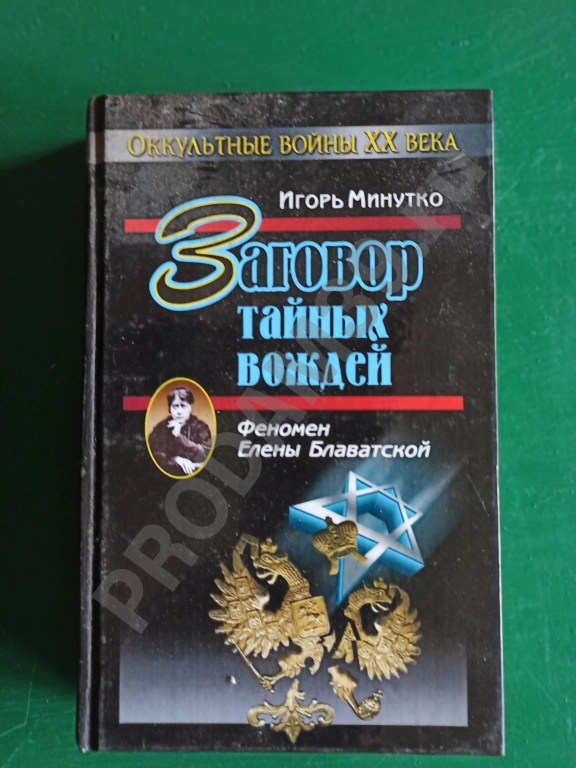 Оккультные войны XX века
Игорь Минутко
Заговор
тайных
вождей
Феномен
Елены Блаватской